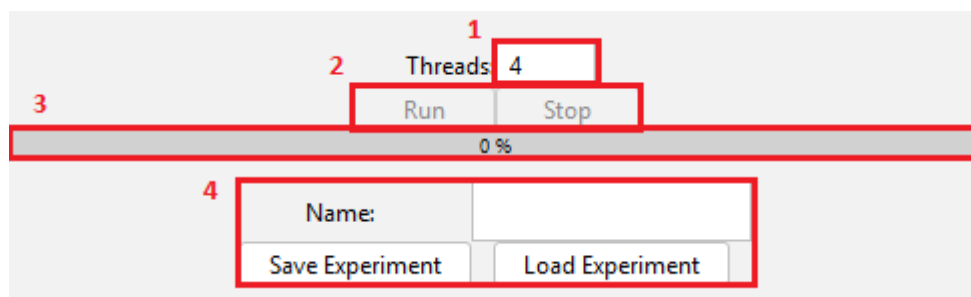 1
2 Threads: 4
3 Run Stop
0 %
4
Name:
Save Experiment Load Experiment